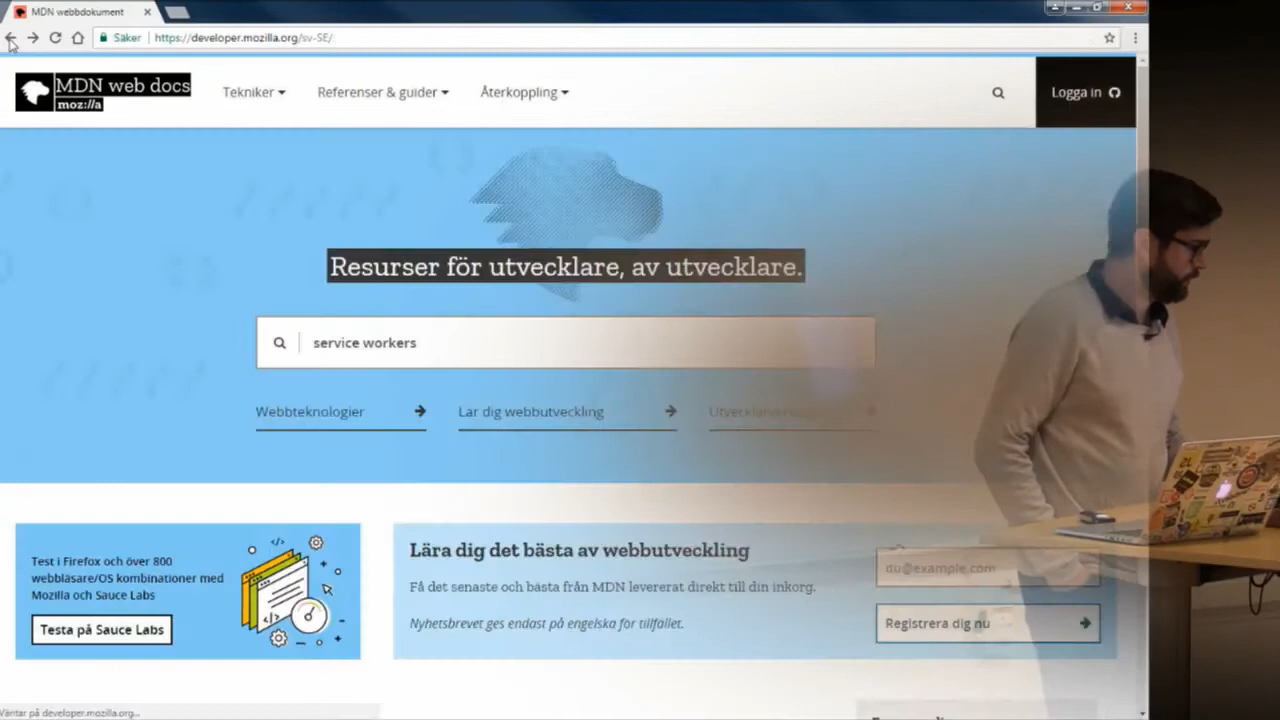 MDN webbdokument
Säker
https://developer.mozilla.org/sv-SE/
MDN web docs
moz://a
Tekniker
Referenser & guider
Återkoppling
Logga in
Resurser för utvecklare, av utvecklare.
service workers
Webbteknologier
Lär dig webbutveckling
Test i Firefox och över 800
webbläsare/OS kombinationer med
Mozilla och Sauce Labs
Testa på Sauce Labs
Lära dig det bästa av webbutveckling
Få det senaste och bästa från MDN levererat direkt till din inkorg.
Nyhetsbrevet ges endast på engelska för tillfället.
du@example.com
Registrera dig nu
Väntar på developer.mozilla.org...